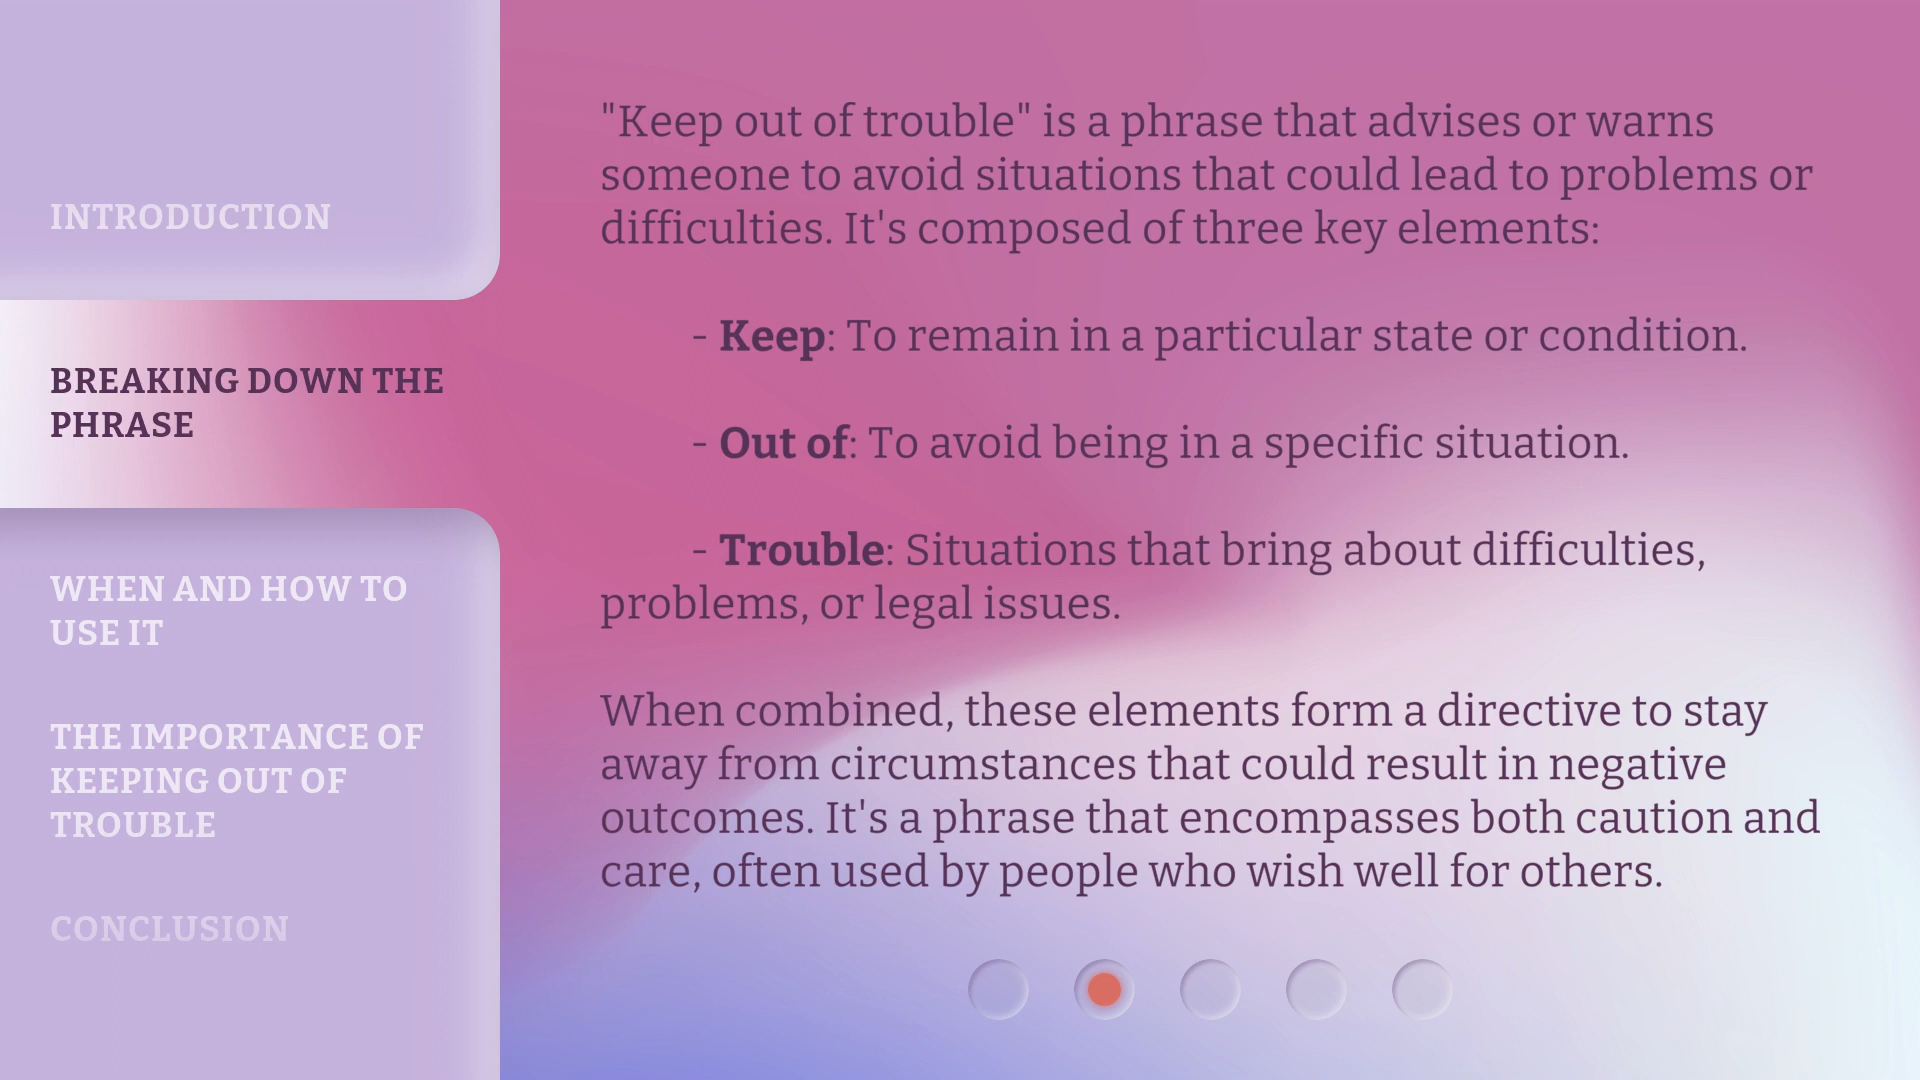 INTRODUCTION
BREAKING DOWN THE
PHRASE
WHEN AND HOW TO
USE IT
THE IMPORTANCE OF
KEEPING OUT OF
TROUBLE
CONCLUSION
"Keep out of trouble" is a phrase that advises or warns
someone to avoid situations that could lead to problems or
difficulties. It's composed of three key elements:
- Keep: To remain in a particular state or condition.
- Out of: To avoid being in a specific situation.
- Trouble: Situations that bring about difficulties,
problems, or legal issues.
When combined, these elements form a directive to stay
away from circumstances that could result in negative
outcomes. It's a phrase that encompasses both caution and
care, often used by people who wish well for others.